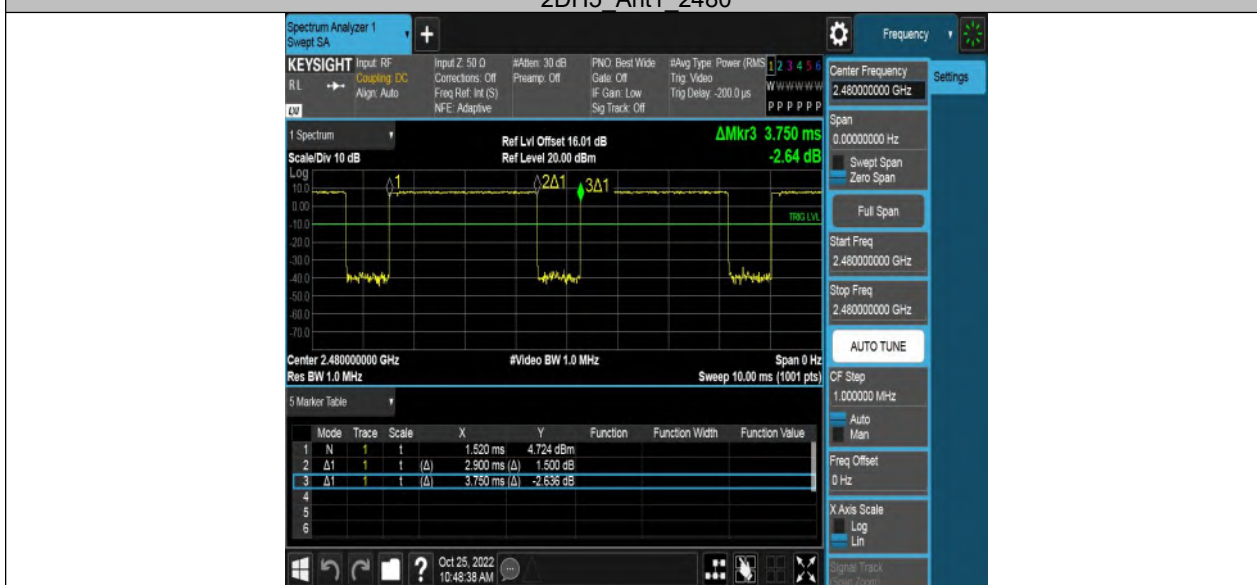 2DH5_Ant1_2480
Spectrum Analyzer 1
Swept SA
+
Frequency
KEYSIGHT
RL
LXI
Input: RF
Coupling: DC
Align: Auto
Input Z: 50 Ω
Corrections: Off
Freq Ref: Int (S)
NFE: Adaptive
#Atten: 30 dB
Preamp: Off
PNO: Best Wide
Gate: Off
IF Gain: Low
Sig Track: Off
#Avg Type: Power (RMS
Trig: Video
Trig Delay: -200.0 µs
1 2 3 4 5 6
W W W W W W
P P P P P P
Center Frequency
2.480000000 GHz
Settings
Span
0.00000000 Hz
Swept Span
Zero Span
Full Span
Start Freq
2.480000000 GHz
Stop Freq
2.480000000 GHz
AUTO TUNE
CF Step
1.000000 MHz
Auto
Man
Freq Offset
0 Hz
X Axis Scale
Log
Lin
Signal Track
(Span Zoom)
1 Spectrum
Scale/Div 10 dB
Ref Lvl Offset 16.01 dB
Ref Level 20.00 dBm
ΔMkr3 3.750 ms
-2.64 dB
Log
10.0
0.00
-10.0
-20.0
-30.0
-40.0
-50.0
-60.0
-70.0
1
2Δ1
3Δ1
TRIG LVL
Center 2.480000000 GHz
#Video BW 1.0 MHz
Span 0 Hz
Res BW 1.0 MHz
Sweep 10.00 ms (1001 pts)
5 Marker Table
Mode Trace Scale X Y Function Function Width Function Value
1 N 1 t 1.520 ms 4.724 dBm
2 Δ1 1 t (Δ) 2.900 ms (Δ) 1.500 dB
3 Δ1 1 t (Δ) 3.750 ms (Δ) -2.636 dB
4
5
6
?
Oct 25, 2022
10:48:38 AM